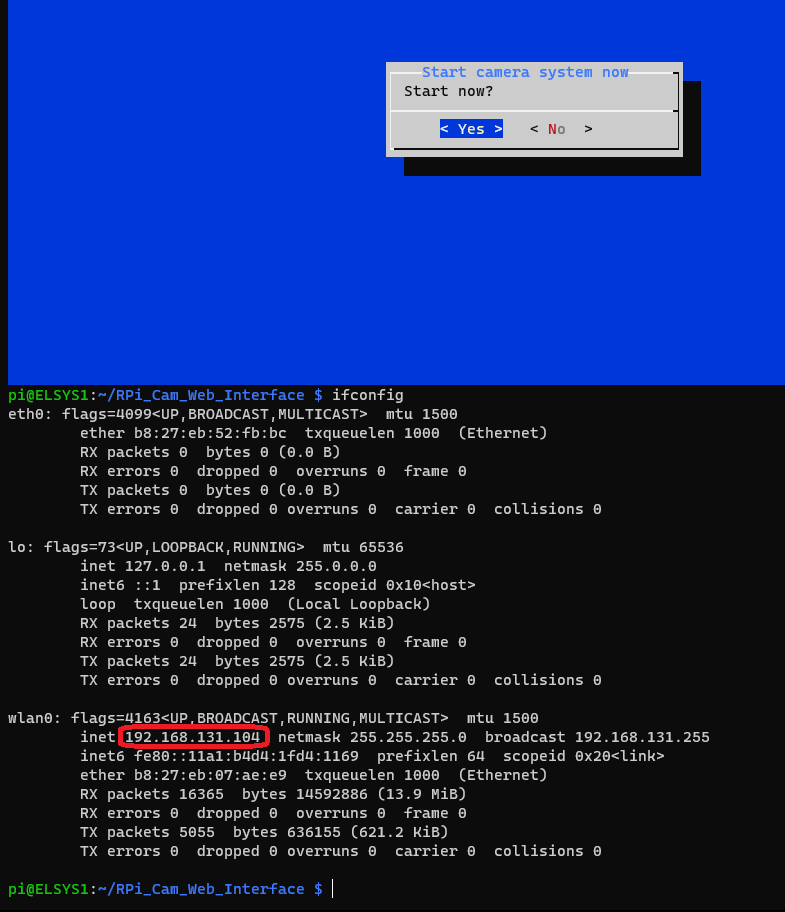 Start camera system now
Start now?
< Yes > < No >
pi@ELSYS1:~/RPi_Cam_Web_Interface $ ifconfig
eth0: flags=4099<UP,BROADCAST,MULTICAST>  mtu 1500
        ether b8:27:eb:52:fb:bc  txqueuelen 1000  (Ethernet)
        RX packets 0  bytes 0 (0.0 B)
        RX errors 0  dropped 0  overruns 0  frame 0
        TX packets 0  bytes 0 (0.0 B)
        TX errors 0  dropped 0 overruns 0  carrier 0  collisions 0

lo: flags=73<UP,LOOPBACK,RUNNING>  mtu 65536
        inet 127.0.0.1  netmask 255.0.0.0
        inet6 ::1  prefixlen 128  scopeid 0x10<host>
        loop  txqueuelen 1000  (Local Loopback)
        RX packets 24  bytes 2575 (2.5 KiB)
        RX errors 0  dropped 0  overruns 0  frame 0
        TX packets 24  bytes 2575 (2.5 KiB)
        TX errors 0  dropped 0 overruns 0  carrier 0  collisions 0

wlan0: flags=4163<UP,BROADCAST,RUNNING,MULTICAST>  mtu 1500
        inet 192.168.131.104  netmask 255.255.255.0  broadcast 192.168.131.255
        inet6 fe80::11a1:b4d4:1fd4:1169  prefixlen 64  scopeid 0x20<link>
        ether b8:27:eb:07:ae:e9  txqueuelen 1000  (Ethernet)
        RX packets 16365  bytes 14592886 (13.9 MiB)
        RX errors 0  dropped 0  overruns 0  frame 0
        TX packets 5055  bytes 636155 (621.2 KiB)
        TX errors 0  dropped 0 overruns 0  carrier 0  collisions 0

pi@ELSYS1:~/RPi_Cam_Web_Interface $